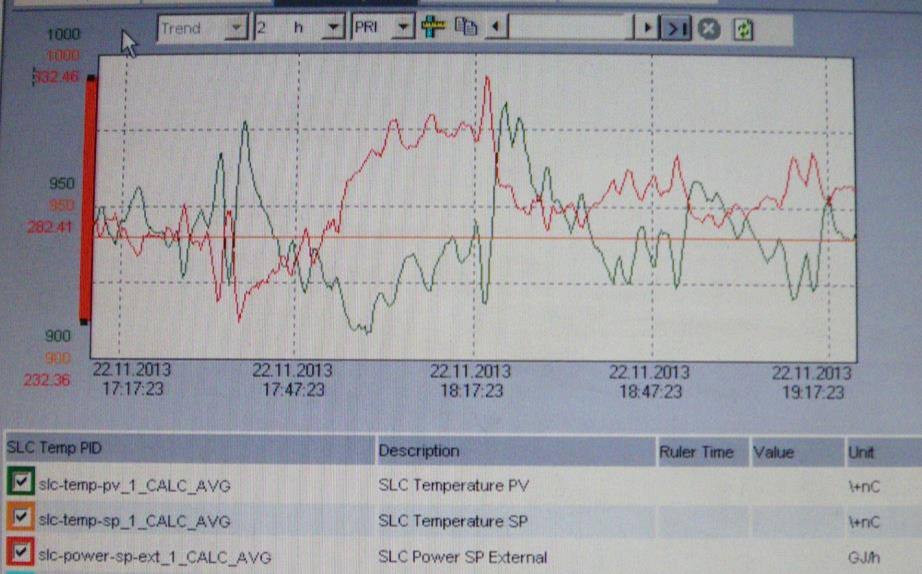 Trend 2 h PRI
1000
1000
332.46
950
950
282.41
900
900
232.36
22.11.2013 22.11.2013 22.11.2013 22.11.2013 22.11.2013
17:17:23 17:47:23 18:17:23 18:47:23 19:17:23
SLC Temp PID Description Ruler Time Value Unit
slc-temp-pv_1_CALC_AVG SLC Temperature PV \+nC
slc-temp-sp_1_CALC_AVG SLC Temperature SP \+nC
slc-power-sp-ext_1_CALC_AVG SLC Power SP External GJ/h